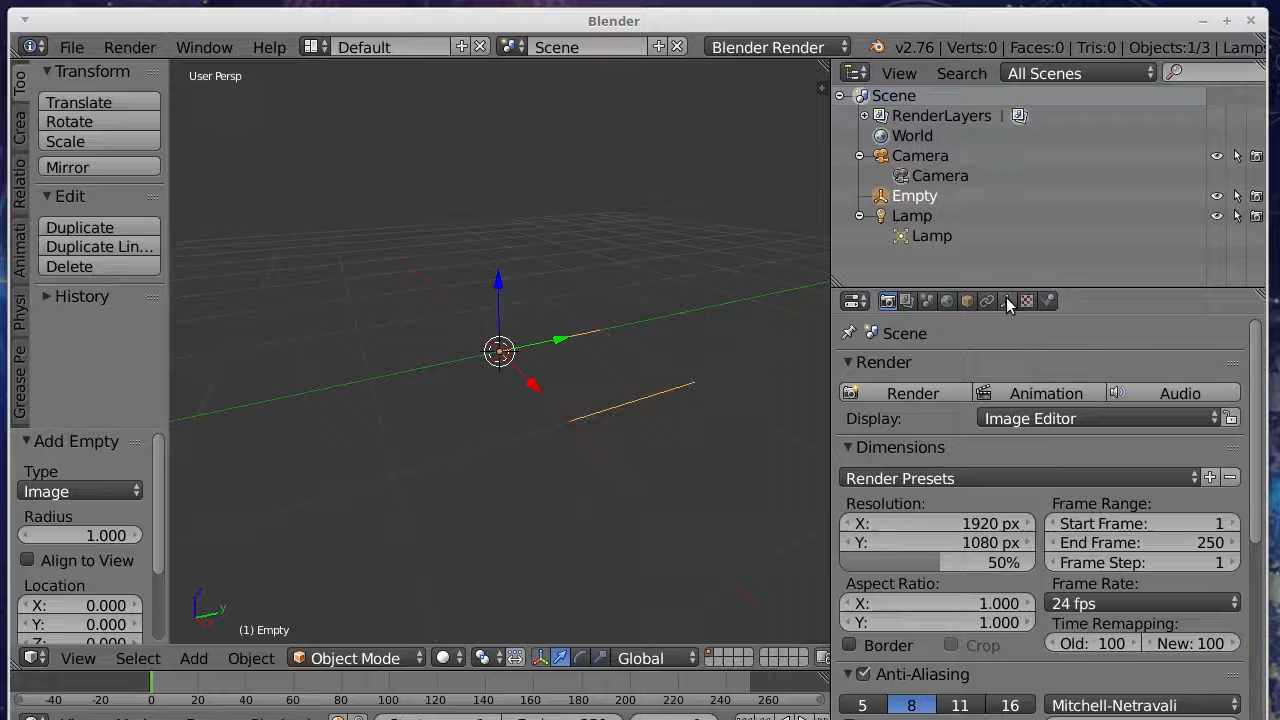 Blender
File Render Window Help Default Scene Blender Render v2.76 | Verts:0 | Faces:0 | Tris:0 | Objects:1/3 | Lamp
Too
Crea
Relatio
Animati
Physi
Grease Pe
Transform
Translate
Rotate
Scale
Mirror
Edit
Duplicate
Duplicate Lin...
Delete
History
Add Empty
Type
Image
Radius
1.000
Align to View
Location
X: 0.000
Y: 0.000
User Persp
(1) Empty
View Select Add Object Object Mode Global
-40 -20 0 20 40 60 80 100 120 140 160 180 200 220 240 260
View Search All Scenes
Scene
RenderLayers |
World
Camera
Camera
Empty
Lamp
Lamp
Scene
Render
Render Animation Audio
Display: Image Editor
Dimensions
Render Presets
Resolution:
X: 1920 px
Y: 1080 px
50%
Aspect Ratio:
X: 1.000
Y: 1.000
Border Crop
Frame Range:
Start Frame: 1
End Frame: 250
Frame Step: 1
Frame Rate:
24 fps
Time Remapping:
Old: 100 New: 100
Anti-Aliasing
5 8 11 16 Mitchell-Netravali